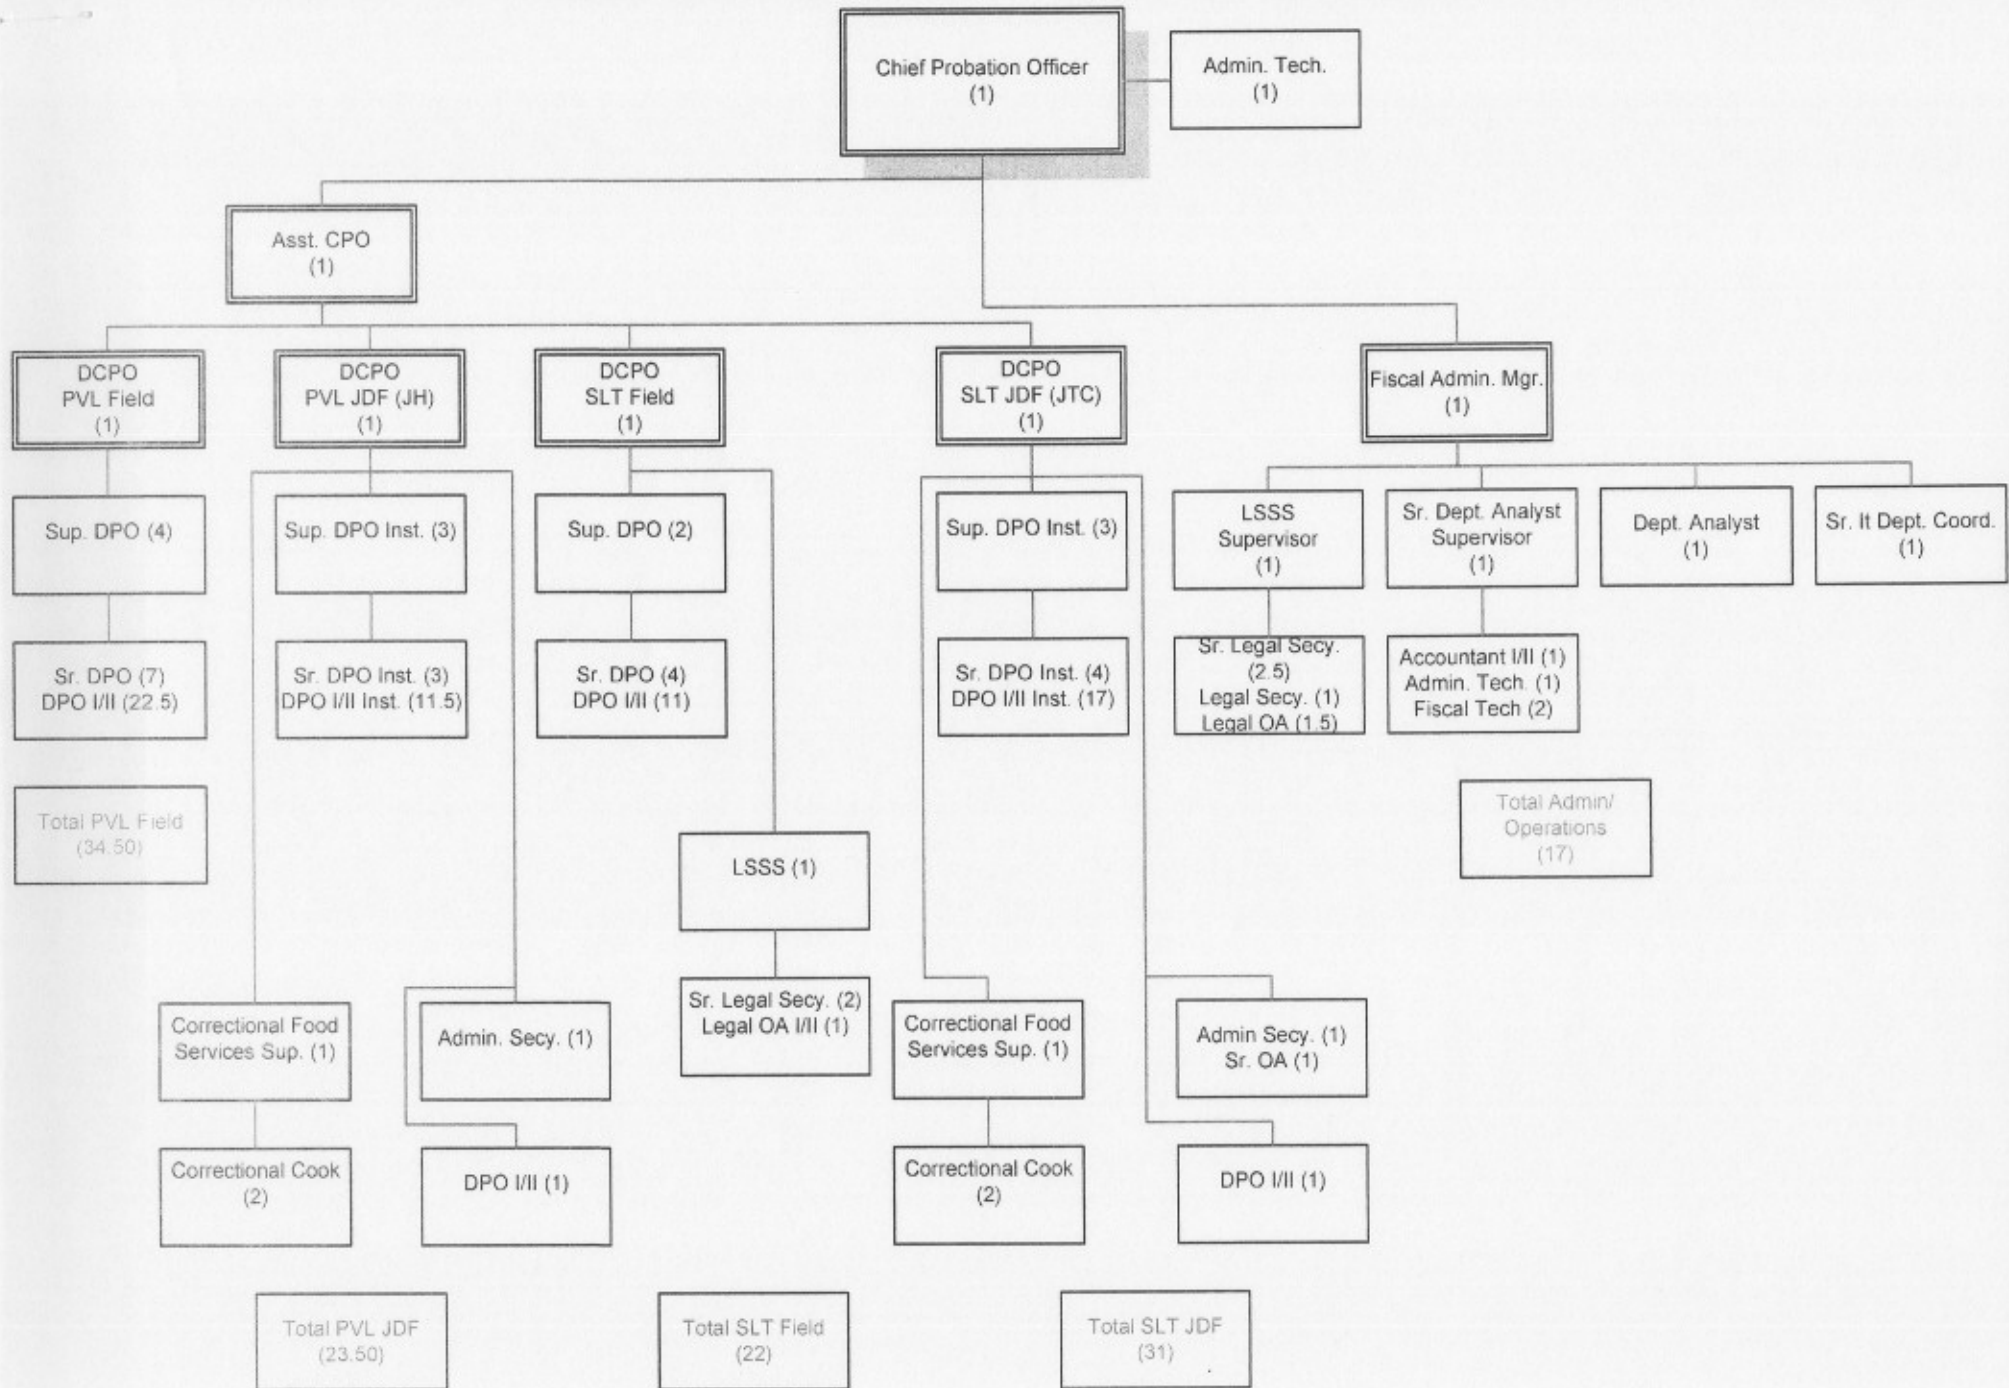 Chief Probation Officer
(1)
Admin. Tech.
(1)
Asst. CPO
(1)
DCPO
PVL Field
(1)
DCPO
PVL JDF (JH)
(1)
DCPO
SLT Field
(1)
DCPO
SLT JDF (JTC)
(1)
Fiscal Admin. Mgr.
(1)
Sup. DPO (4)
Sup. DPO Inst. (3)
Sup. DPO (2)
Sup. DPO Inst. (3)
LSSS
Supervisor
(1)
Sr. Dept. Analyst
Supervisor
(1)
Dept. Analyst
(1)
Sr. It Dept. Coord.
(1)
Sr. DPO (7)
DPO I/II (22.5)
Sr. DPO Inst. (3)
DPO I/II Inst. (11.5)
Sr. DPO (4)
DPO I/II (11)
Sr. DPO Inst. (4)
DPO I/II Inst. (17)
Sr. Legal Secy.
(2.5)
Legal Secy. (1)
Legal OA (1.5)
Accountant I/II (1)
Admin. Tech. (1)
Fiscal Tech (2)
Total PVL Field
(34.50)
Total Admin/
Operations
(17)
LSSS (1)
Sr. Legal Secy. (2)
Legal OA I/II (1)
Correctional Food
Services Sup. (1)
Admin. Secy. (1)
Correctional Food
Services Sup. (1)
Admin Secy. (1)
Sr. OA (1)
Correctional Cook
(2)
DPO I/II (1)
Correctional Cook
(2)
DPO I/II (1)
Total PVL JDF
(23.50)
Total SLT Field
(22)
Total SLT JDF
(31)